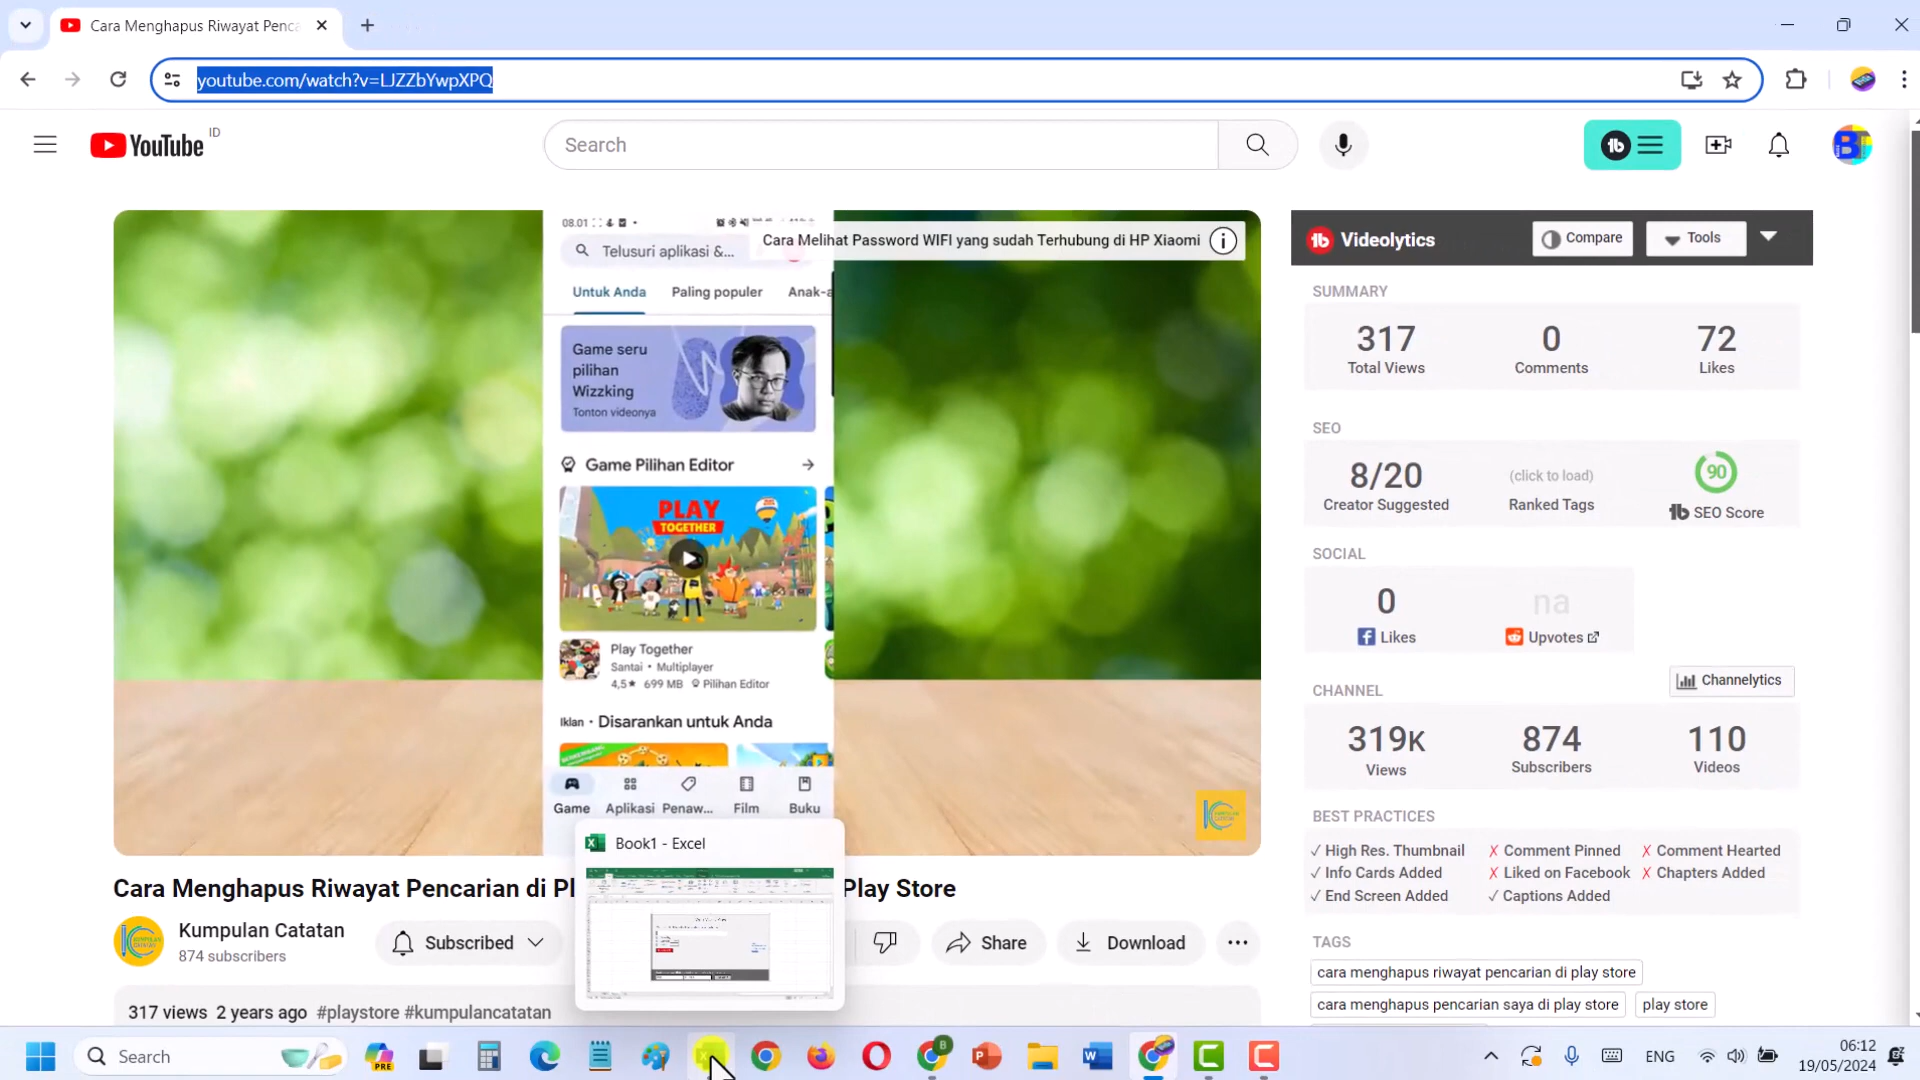 Cara Menghapus Riwayat Penca
youtube.com/watch?v=LJZZbYwpXPQ
YouTube ID
Search
08.01
Telusuri aplikasi &...
Cara Melihat Password WIFI yang sudah Terhubung di HP Xiaomi
Untuk Anda Paling populer Anak-a
Game seru
pilihan
Wizzking
Tonton videonya
Game Pilihan Editor
PLAY
TOGETHER
Play Together
Santai • Multiplayer
4,5★ 699 MB Pilihan Editor
Iklan • Disarankan untuk Anda
Game Aplikasi Penaw... Film Buku
Videolytics Compare Tools
SUMMARY
317 0 72
Total Views Comments Likes
SEO
8/20 (click to load) 90
Creator Suggested Ranked Tags SEO Score
SOCIAL
0 na
Likes Upvotes
CHANNEL Channelytics
319K 874 110
Views Subscribers Videos
BEST PRACTICES
✓ High Res. Thumbnail ✗ Comment Pinned ✗ Comment Hearted
✓ Info Cards Added ✗ Liked on Facebook ✗ Chapters Added
✓ End Screen Added ✓ Captions Added
TAGS
cara menghapus riwayat pencarian di play store
cara menghapus pencarian saya di play store play store
Book1 - Excel
Cara Menghapus Riwayat Pencarian di Pl Play Store
Kumpulan Catatan
874 subscribers
Subscribed Share Download
317 views 2 years ago #playstore #kumpulancatatan
Search PRE ENG 06:12
19/05/2024